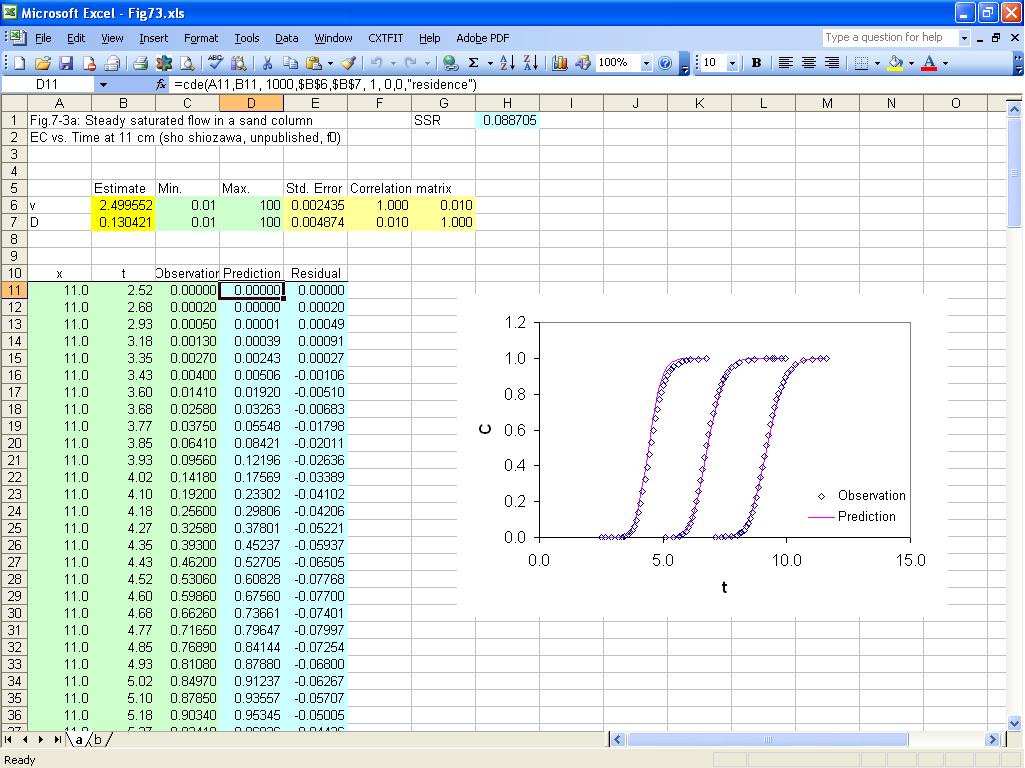 Microsoft Excel - Fig73.xls
File Edit View Insert Format Tools Data Window CXTFIT Help Adobe PDF Type a question for help
100% 10 B A
D11 fx =cde(A11,B11, 1000,$B$6,$B$7, 1, 0,0,"residence")
A B C D E F G H I J K L M N O
1 Fig.7-3a: Steady saturated flow in a sand column SSR 0.088705
2 EC vs. Time at 11 cm (sho shiozawa, unpublished, f0)
3
4
5 Estimate Min. Max. Std. Error Correlation matrix
6 v 2.499552 0.01 100 0.002435 1.000 0.010
7 D 0.130421 0.01 100 0.004874 0.010 1.000
8
9
10 x t Observation Prediction Residual
11 11.0 2.52 0.00000 0.00000 0.00000
12 11.0 2.68 0.00020 0.00000 0.00020
13 11.0 2.93 0.00050 0.00001 0.00049
14 11.0 3.18 0.00130 0.00039 0.00091
15 11.0 3.35 0.00270 0.00243 0.00027
16 11.0 3.43 0.00400 0.00506 -0.00106
17 11.0 3.60 0.01410 0.01920 -0.00510
18 11.0 3.68 0.02580 0.03263 -0.00683
19 11.0 3.77 0.03750 0.05548 -0.01798
20 11.0 3.85 0.06410 0.08421 -0.02011
21 11.0 3.93 0.09560 0.12196 -0.02636
22 11.0 4.02 0.14180 0.17569 -0.03389
23 11.0 4.10 0.19200 0.23302 -0.04102
24 11.0 4.18 0.25600 0.29806 -0.04206
25 11.0 4.27 0.32580 0.37801 -0.05221
26 11.0 4.35 0.39300 0.45237 -0.05937
27 11.0 4.43 0.46200 0.52705 -0.06505
28 11.0 4.52 0.53060 0.60828 -0.07768
29 11.0 4.60 0.59860 0.67560 -0.07700
30 11.0 4.68 0.66260 0.73661 -0.07401
31 11.0 4.77 0.71650 0.79647 -0.07997
32 11.0 4.85 0.76890 0.84144 -0.07254
33 11.0 4.93 0.81080 0.87880 -0.06800
34 11.0 5.02 0.84970 0.91237 -0.06267
35 11.0 5.10 0.87850 0.93557 -0.05707
36 11.0 5.18 0.90340 0.95345 -0.05005
1.2
1.0
0.8
0.6
0.4
0.2
0.0
C
0.0 5.0 10.0 15.0
t
Observation
Prediction
a b
Ready